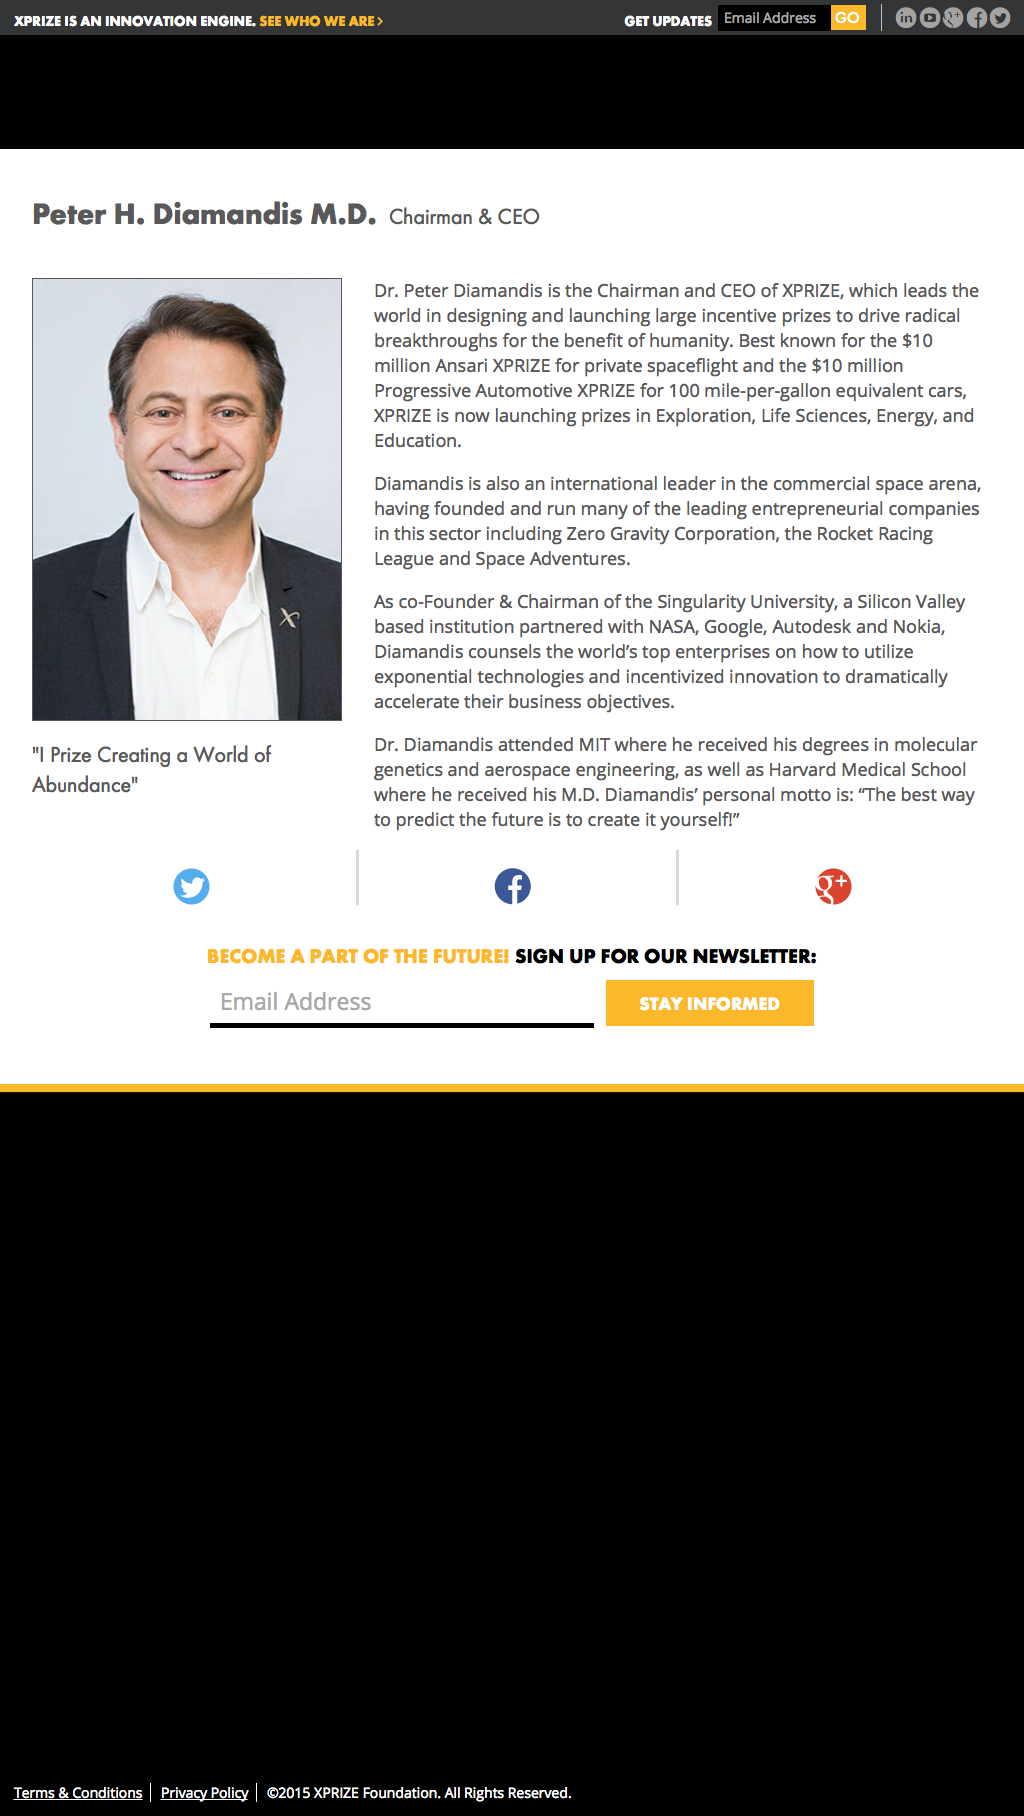 XPRIZE IS AN INNOVATION ENGINE. SEE WHO WE ARE >
GET UPDATES Email Address GO
Peter H. Diamandis M.D. Chairman & CEO
Dr. Peter Diamandis is the Chairman and CEO of XPRIZE, which leads the
world in designing and launching large incentive prizes to drive radical
breakthroughs for the benefit of humanity. Best known for the $10
million Ansari XPRIZE for private spaceflight and the $10 million
Progressive Automotive XPRIZE for 100 mile-per-gallon equivalent cars,
XPRIZE is now launching prizes in Exploration, Life Sciences, Energy, and
Education.
Diamandis is also an international leader in the commercial space arena,
having founded and run many of the leading entrepreneurial companies
in this sector including Zero Gravity Corporation, the Rocket Racing
League and Space Adventures.
As co-Founder & Chairman of the Singularity University, a Silicon Valley
based institution partnered with NASA, Google, Autodesk and Nokia,
Diamandis counsels the world’s top enterprises on how to utilize
exponential technologies and incentivized innovation to dramatically
accelerate their business objectives.
Dr. Diamandis attended MIT where he received his degrees in molecular
genetics and aerospace engineering, as well as Harvard Medical School
where he received his M.D. Diamandis’ personal motto is: “The best way
to predict the future is to create it yourself!”
"I Prize Creating a World of
Abundance"
BECOME A PART OF THE FUTURE! SIGN UP FOR OUR NEWSLETTER:
Email Address STAY INFORMED
Terms & Conditions Privacy Policy ©2015 XPRIZE Foundation. All Rights Reserved.